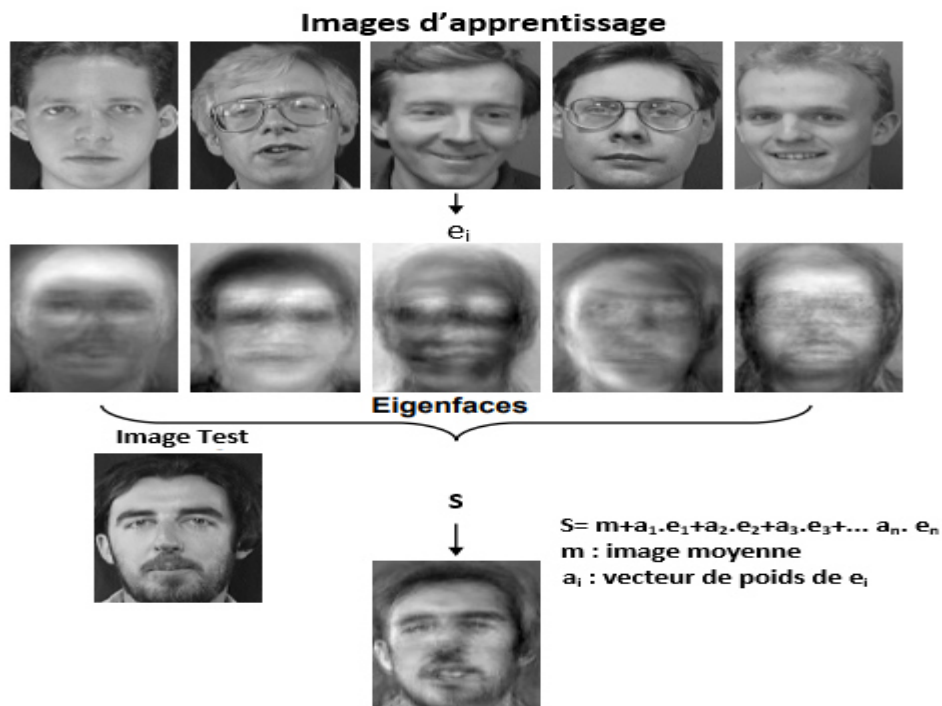 Images d'apprentissage
eᵢ
Eigenfaces
Image Test
s
S= m+a₁.e₁+a₂.e₂+a₃.e₃+... aₙ. eₙ
m : image moyenne
aᵢ : vecteur de poids de eᵢ